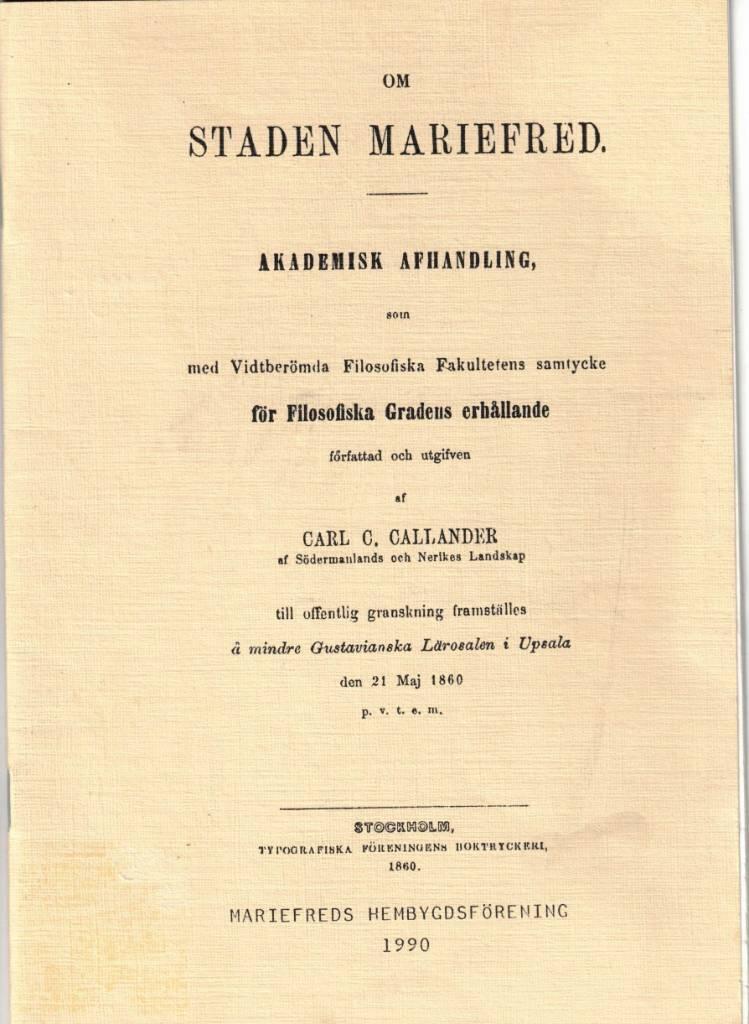 OM
STADEN MARIEFRED.
AKADEMISK AFHANDLING,
som
med Vidtberömda Filosofiska Fakultetens samtycke
för Filosofiska Gradens erhållande
författad och utgifven
af
CARL C. CALLANDER
af Södermanlands och Nerikes Landskap
till offentlig granskning framställes
å mindre Gustavianska Lärosalen i Upsala
den 21 Maj 1860
p. v. t. e. m.
STOCKHOLM,
TYPOGRAFISKA FÖRENINGENS BOKTRYCKERI,
1860.
MARIEFREDS HEMBYGDSFÖRENING
1990